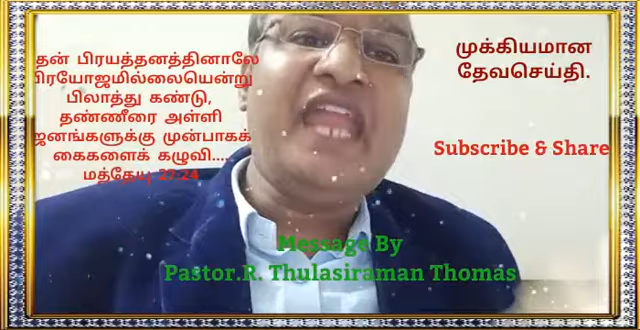 தன் பிரயத்தனத்தினாலே
பிரயோஜமில்லையென்று
பிலாத்து கண்டு,
தண்ணீரை அள்ளி
ஜனங்களுக்கு முன்பாகக்
கைகளைக் கழுவி....
மத்தேயு 27:24
முக்கியமான
தேவசெய்தி.
Subscribe & Share
Message By
Pastor.R. Thulasiraman Thomas